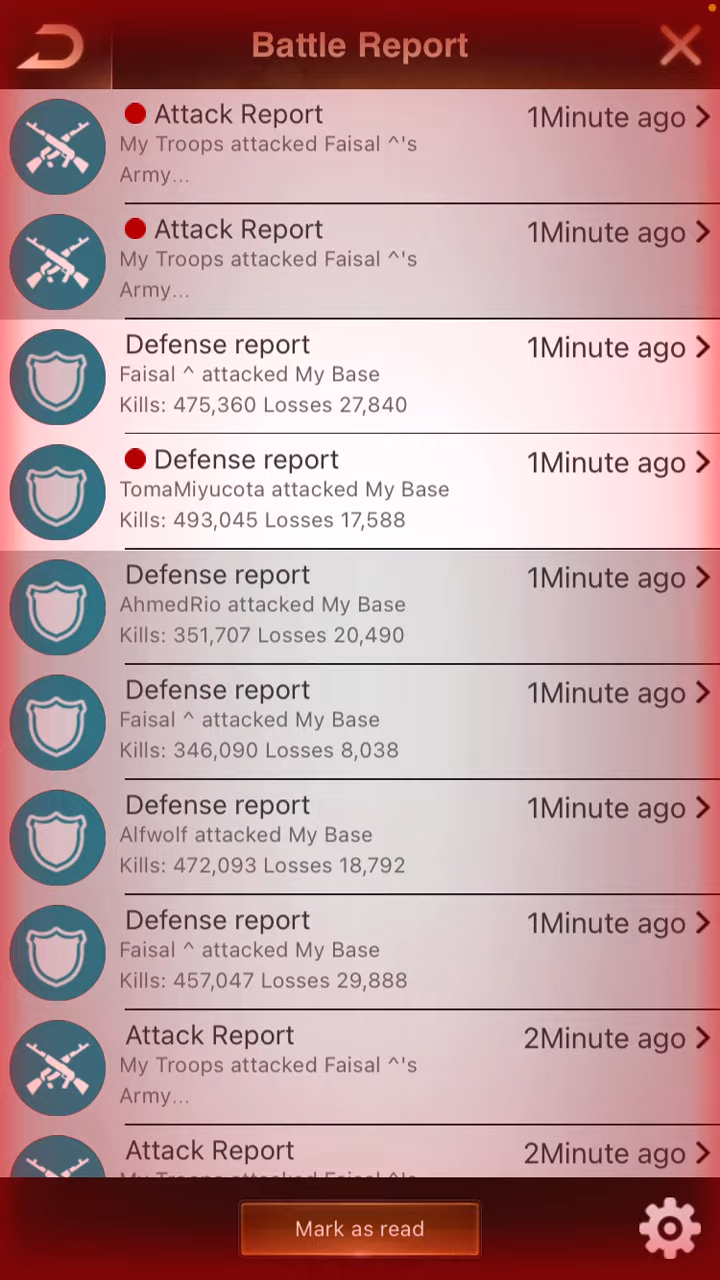 Battle Report
Attack Report
1Minute ago
My Troops attacked Faisal ^'s
Army...
Attack Report
1Minute ago
My Troops attacked Faisal ^'s
Army...
Defense report
1Minute ago
Faisal ^ attacked My Base
Kills: 475,360 Losses 27,840
Defense report
1Minute ago
TomaMiyucota attacked My Base
Kills: 493,045 Losses 17,588
Defense report
1Minute ago
AhmedRio attacked My Base
Kills: 351,707 Losses 20,490
Defense report
1Minute ago
Faisal ^ attacked My Base
Kills: 346,090 Losses 8,038
Defense report
1Minute ago
Alfwolf attacked My Base
Kills: 472,093 Losses 18,792
Defense report
1Minute ago
Faisal ^ attacked My Base
Kills: 457,047 Losses 29,888
Attack Report
2Minute ago
My Troops attacked Faisal ^'s
Army...
Attack Report
2Minute ago
My Troops attacked Faisal ^'s
Mark as read